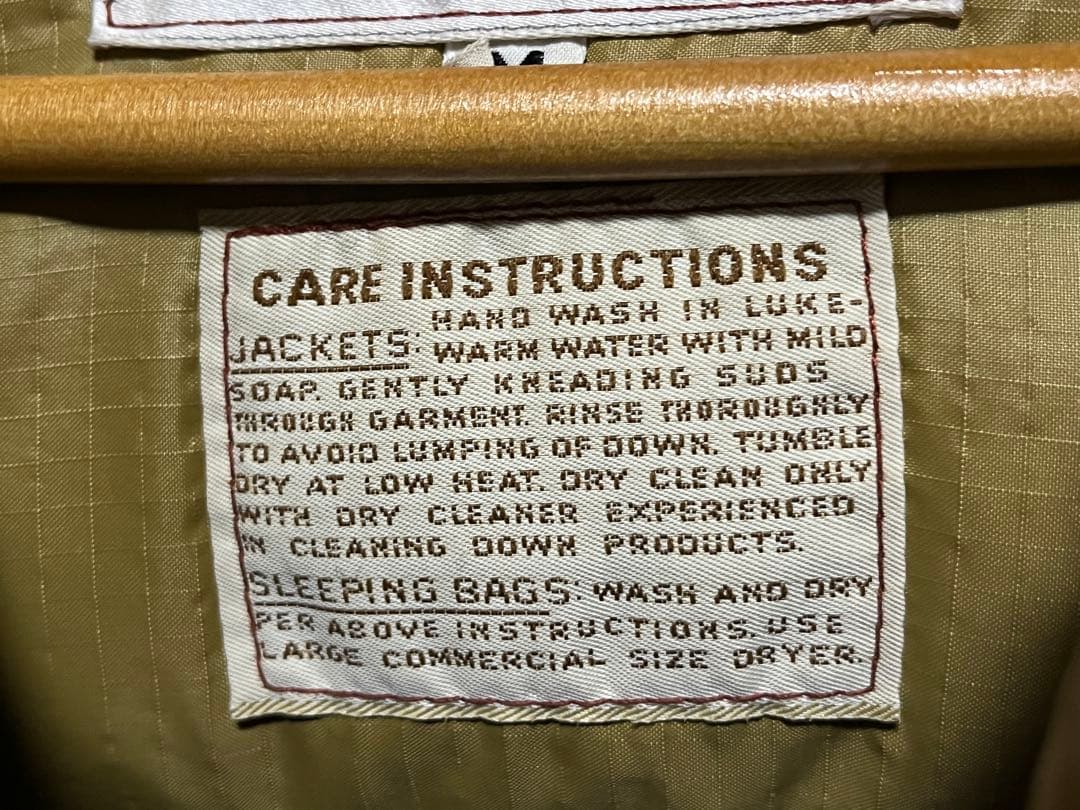 CARE INSTRUCTIONS
JACKETS: HAND WASH IN LUKE-
WARM WATER WITH MILD
SOAP. GENTLY KNEADING SUDS
THROUGH GARMENT. RINSE THOROUGHLY
TO AVOID LUMPING OF DOWN. TUMBLE
DRY AT LOW HEAT. DRY CLEAN ONLY
WITH DRY CLEANER EXPERIENCED
IN CLEANING DOWN PRODUCTS.
SLEEPING BAGS: WASH AND DRY
PER ABOVE INSTRUCTIONS. USE
LARGE COMMERCIAL SIZE DRYER.